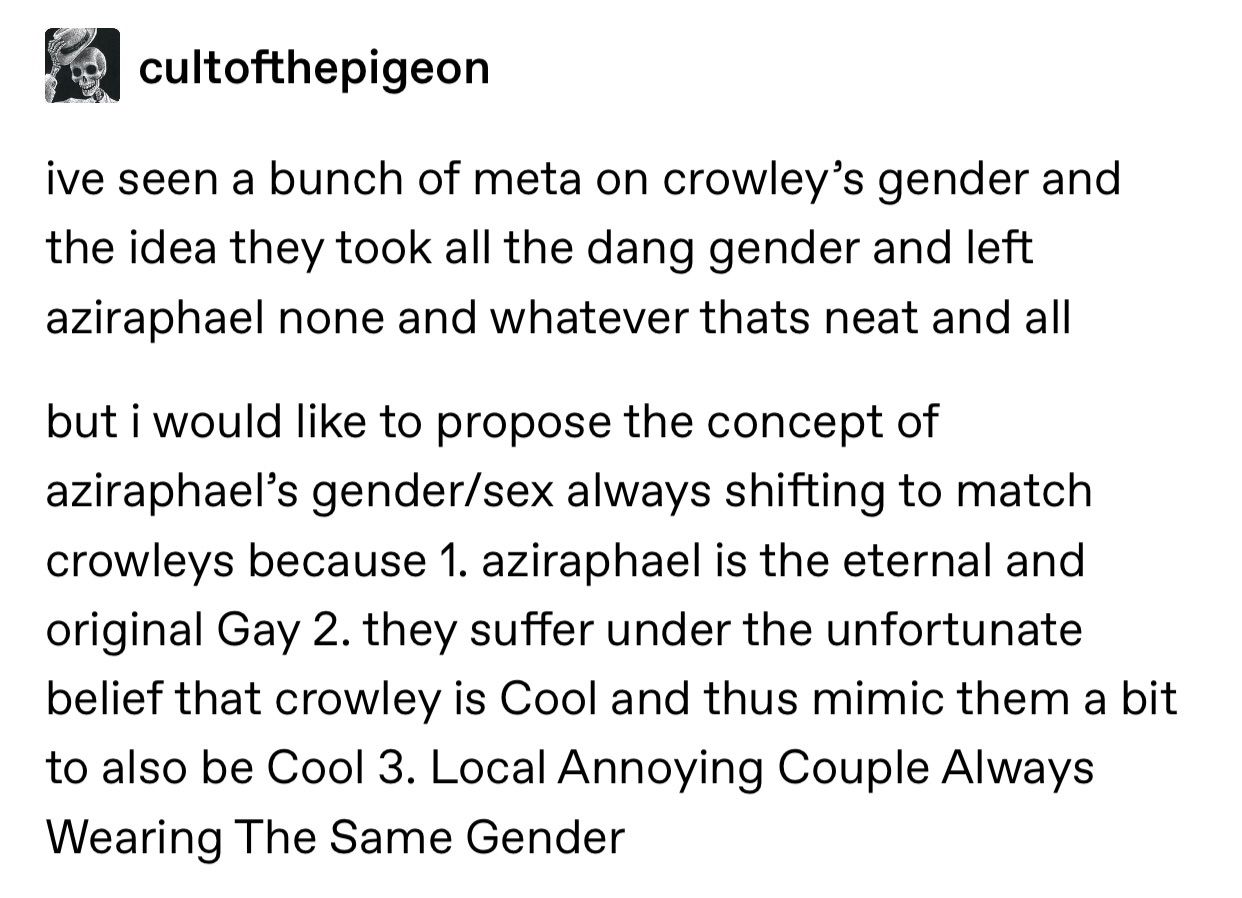 cultofthepigeon
ive seen a bunch of meta on crowley’s gender and
the idea they took all the dang gender and left
aziraphael none and whatever thats neat and all
but i would like to propose the concept of
aziraphael’s gender/sex always shifting to match
crowleys because 1. aziraphael is the eternal and
original Gay 2. they suffer under the unfortunate
belief that crowley is Cool and thus mimic them a bit
to also be Cool 3. Local Annoying Couple Always
Wearing The Same Gender